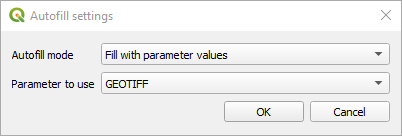 Autofill settings
Autofill mode Fill with parameter values
Parameter to use GEOTIFF
OK Cancel